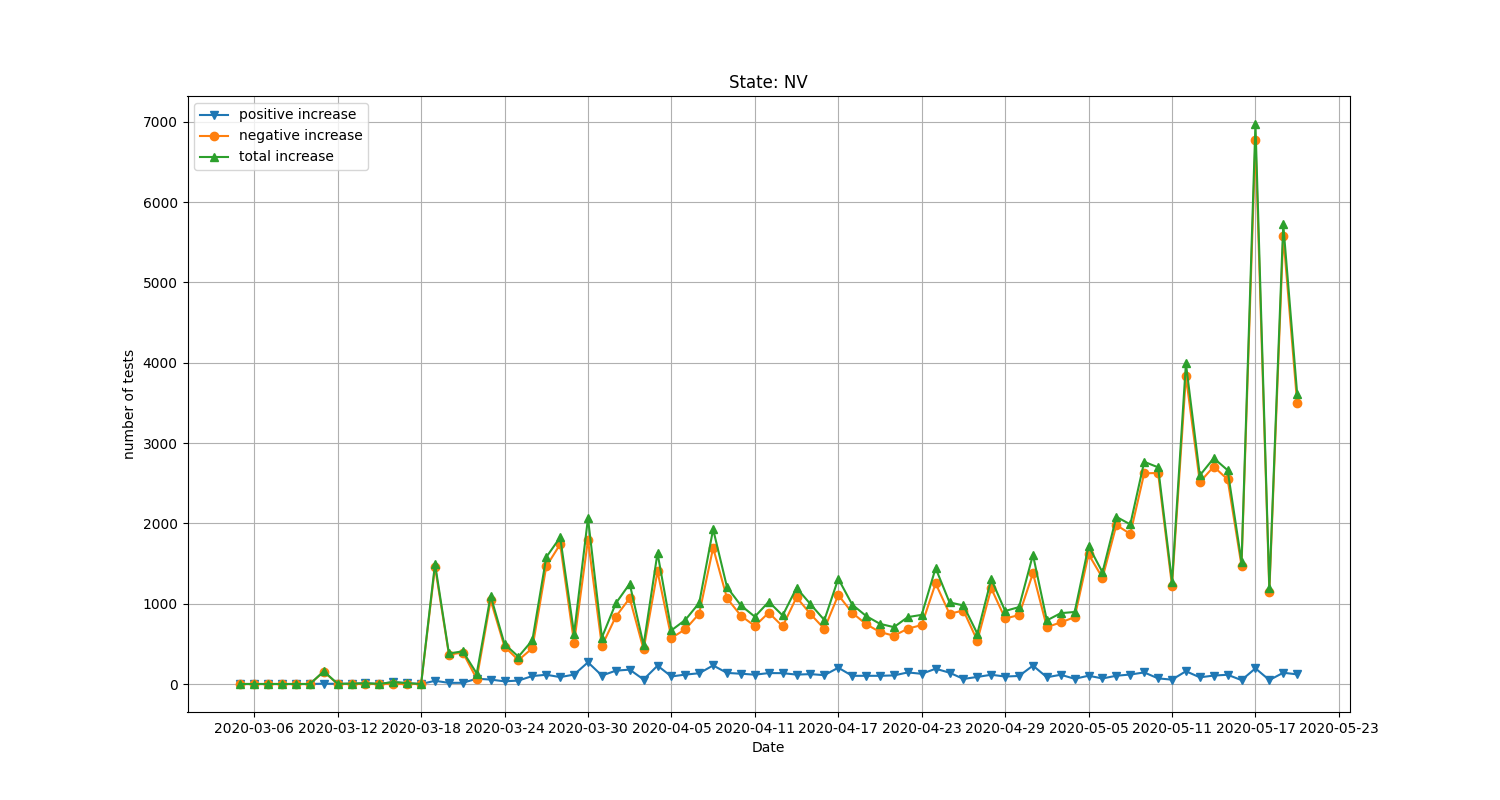 State: NV
positive increase
negative increase
total increase
7000
6000
5000
4000
3000
2000
1000
0
number of tests
2020-03-06 2020-03-12 2020-03-18 2020-03-24 2020-03-30 2020-04-05 2020-04-11 2020-04-17 2020-04-23 2020-04-29 2020-05-05 2020-05-11 2020-05-17 2020-05-23
Date